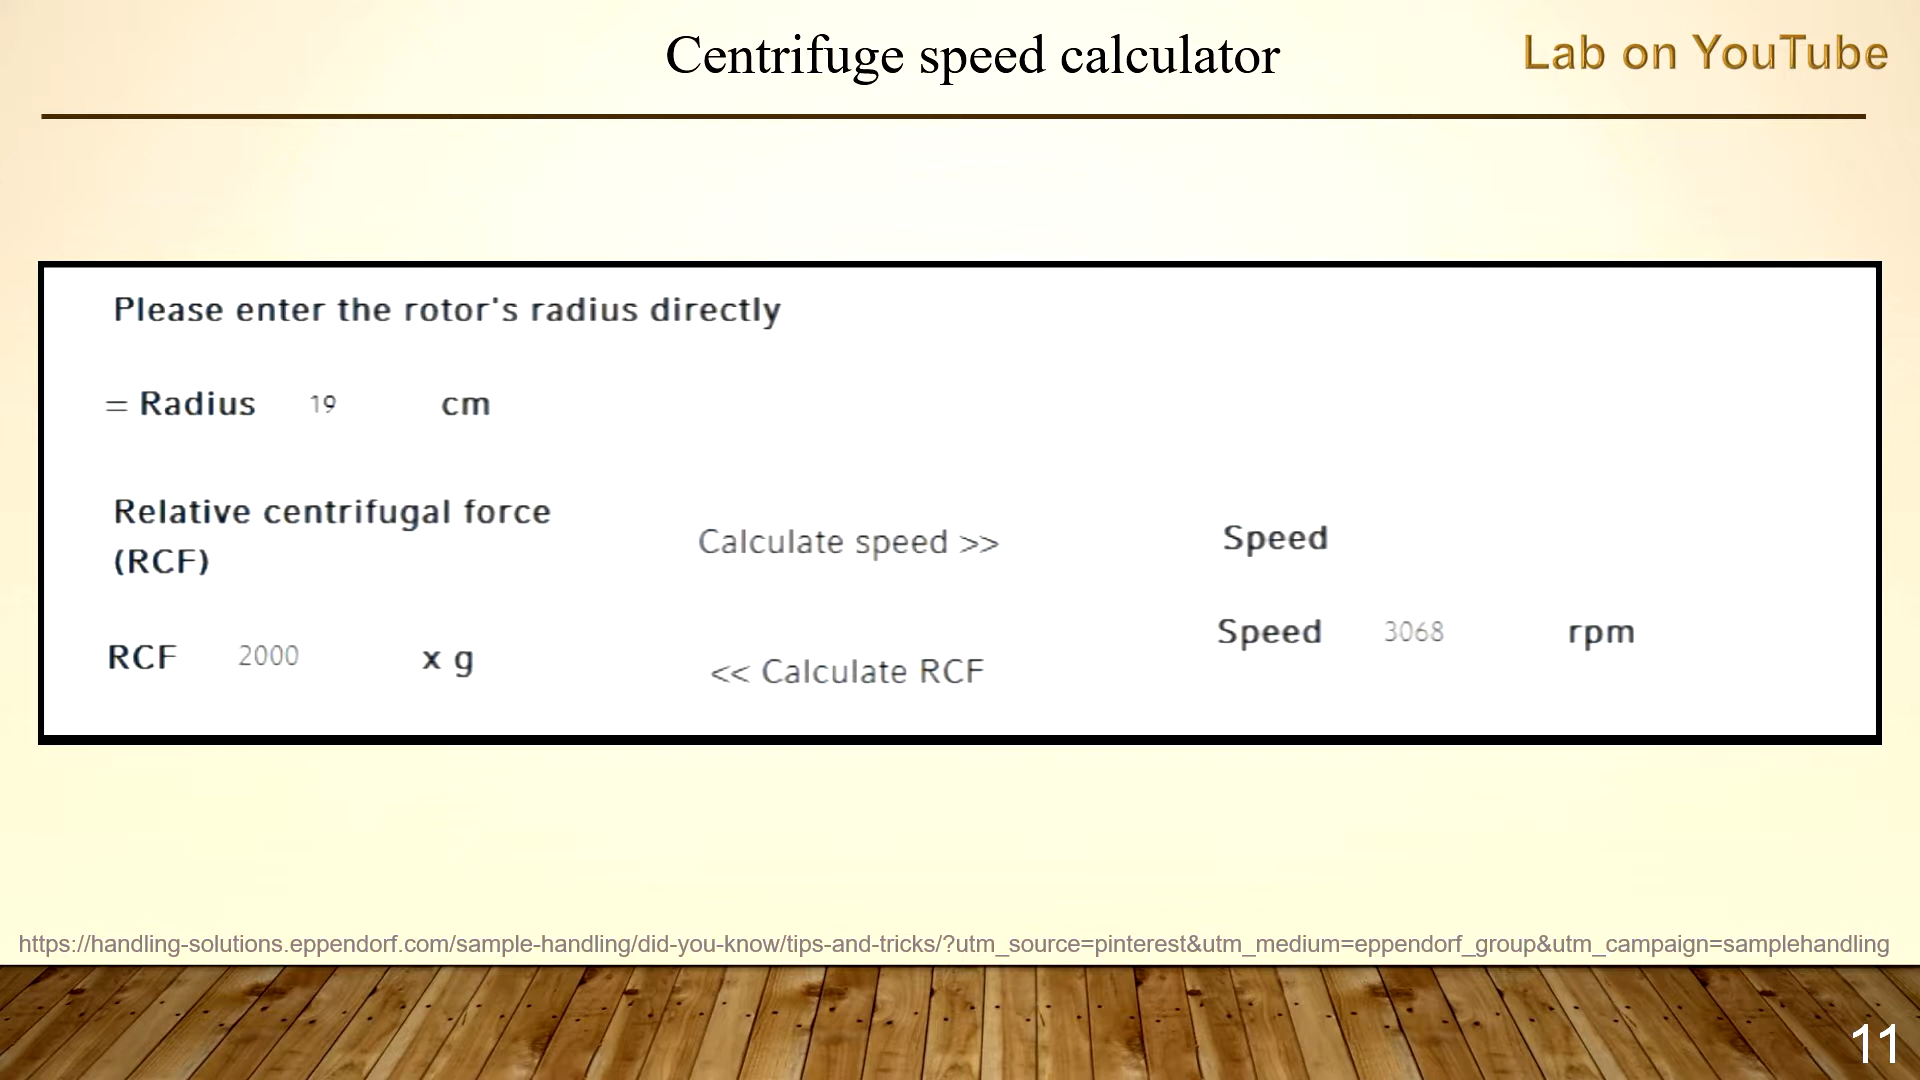 Centrifuge speed calculator
Lab on YouTube
Please enter the rotor's radius directly
= Radius 19 cm
Relative centrifugal force
(RCF)
Calculate speed >>
Speed
RCF 2000 x g
<< Calculate RCF
Speed 3068 rpm
https://handling-solutions.eppendorf.com/sample-handling/did-you-know/tips-and-tricks/?utm_source=pinterest&utm_medium=eppendorf_group&utm_campaign=samplehandling
11